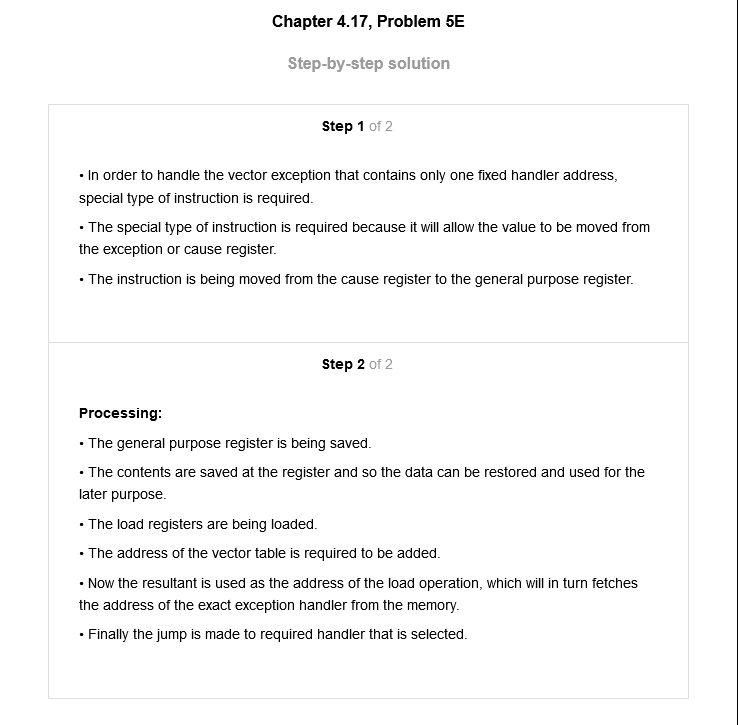 Chapter 4.17, Problem 5E
Step-by-step solution
Step 1 of 2
• In order to handle the vector exception that contains only one fixed handler address,
special type of instruction is required.
• The special type of instruction is required because it will allow the value to be moved from
the exception or cause register.
• The instruction is being moved from the cause register to the general purpose register.
Step 2 of 2
Processing:
• The general purpose register is being saved.
• The contents are saved at the register and so the data can be restored and used for the
later purpose.
• The load registers are being loaded.
• The address of the vector table is required to be added.
• Now the resultant is used as the address of the load operation, which will in turn fetches
the address of the exact exception handler from the memory.
• Finally the jump is made to required handler that is selected.